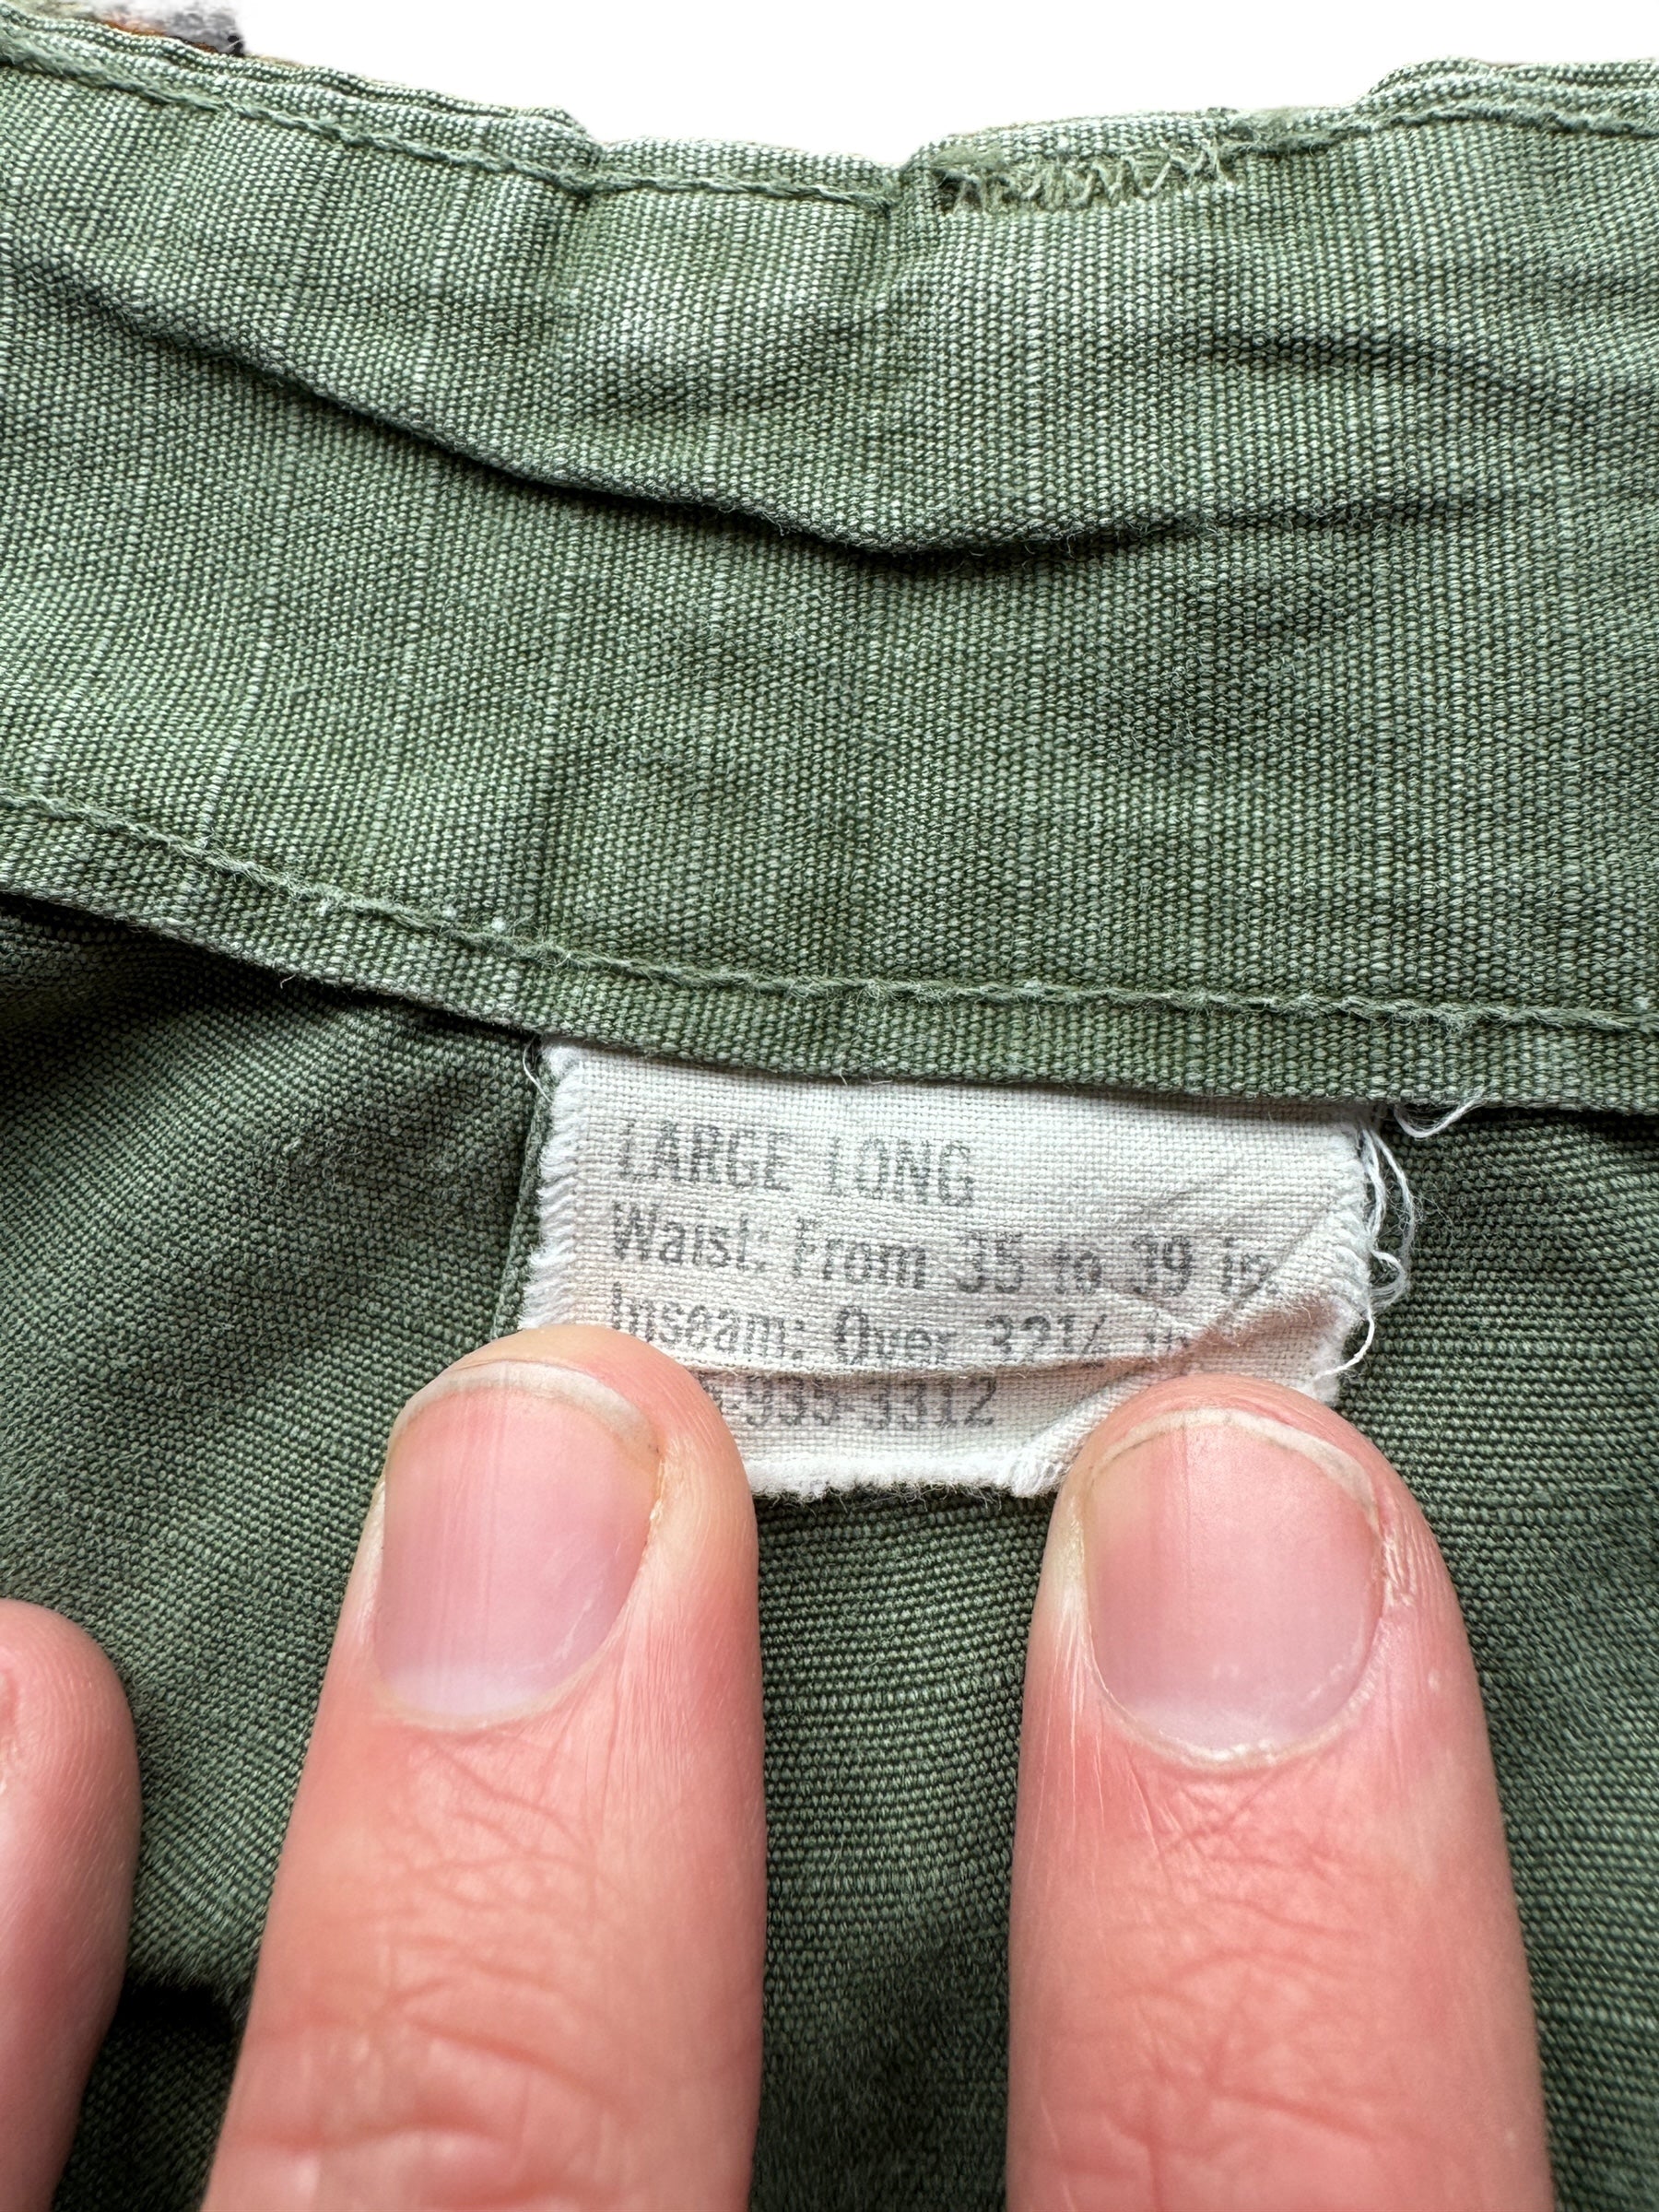 LARGE LONG
Waist: From 35 to 39 in.
Inseam: Over 32½ in.
-935-3312